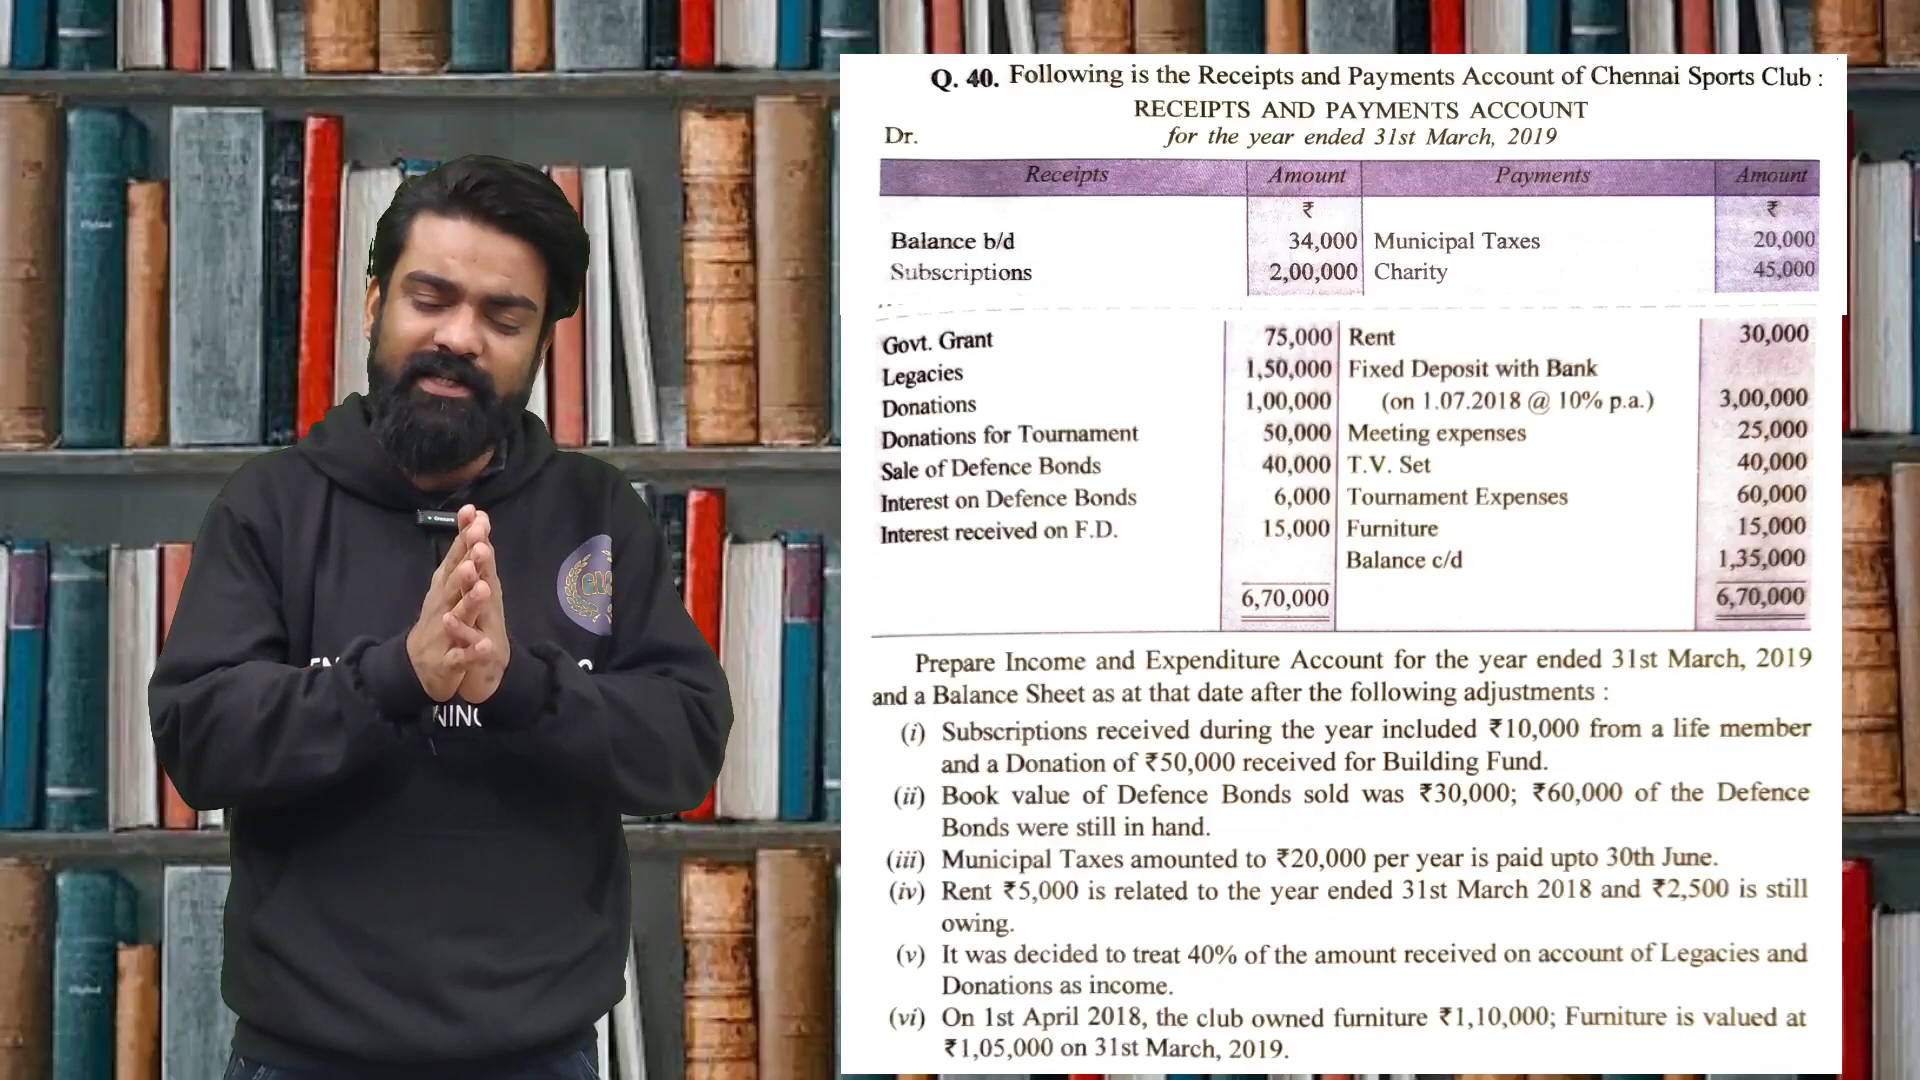 Q. 40. Following is the Receipts and Payments Account of Chennai Sports Club :
RECEIPTS AND PAYMENTS ACCOUNT
Dr. for the year ended 31st March, 2019
Receipts Amount Payments Amount
₹ ₹
Balance b/d 34,000 Municipal Taxes 20,000
Subscriptions 2,00,000 Charity 45,000
Govt. Grant 75,000 Rent 30,000
Legacies 1,50,000 Fixed Deposit with Bank
Donations 1,00,000 (on 1.07.2018 @ 10% p.a.) 3,00,000
Donations for Tournament 50,000 Meeting expenses 25,000
Sale of Defence Bonds 40,000 T.V. Set 40,000
Interest on Defence Bonds 6,000 Tournament Expenses 60,000
Interest received on F.D. 15,000 Furniture 15,000
Balance c/d 1,35,000
6,70,000 6,70,000
Prepare Income and Expenditure Account for the year ended 31st March, 2019
and a Balance Sheet as at that date after the following adjustments :
(i) Subscriptions received during the year included ₹10,000 from a life member
and a Donation of ₹50,000 received for Building Fund.
(ii) Book value of Defence Bonds sold was ₹30,000; ₹60,000 of the Defence
Bonds were still in hand.
(iii) Municipal Taxes amounted to ₹20,000 per year is paid upto 30th June.
(iv) Rent ₹5,000 is related to the year ended 31st March 2018 and ₹2,500 is still
owing.
(v) It was decided to treat 40% of the amount received on account of Legacies and
Donations as income.
(vi) On 1st April 2018, the club owned furniture ₹1,10,000; Furniture is valued at
₹1,05,000 on 31st March, 2019.